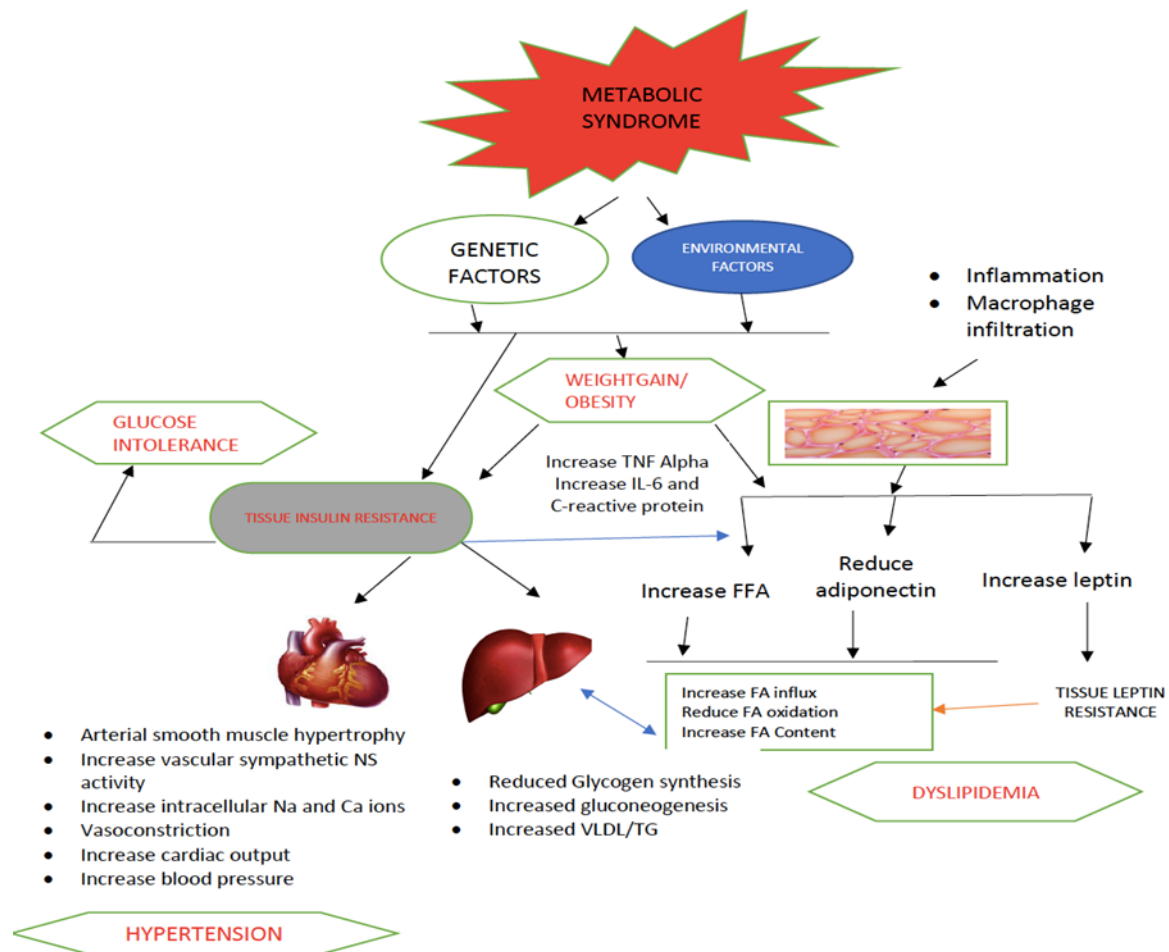 METABOLIC
SYNDROME
GENETIC
FACTORS
ENVIRONMENTAL
FACTORS
● Inflammation
● Macrophage
infiltration
WEIGHTGAIN/
OBESITY
GLUCOSE
INTOLERANCE
Increase TNF Alpha
Increase IL-6 and
C-reactive protein
TISSUE INSULIN RESISTANCE
Increase FFA
Reduce
adiponectin
Increase leptin
Increase FA influx
Reduce FA oxidation
Increase FA Content
TISSUE LEPTIN
RESISTANCE
● Arterial smooth muscle hypertrophy
● Increase vascular sympathetic NS
activity
● Increase intracellular Na and Ca ions
● Vasoconstriction
● Increase cardiac output
● Increase blood pressure
● Reduced Glycogen synthesis
● Increased gluconeogenesis
● Increased VLDL/TG
DYSLIPIDEMIA
HYPERTENSION